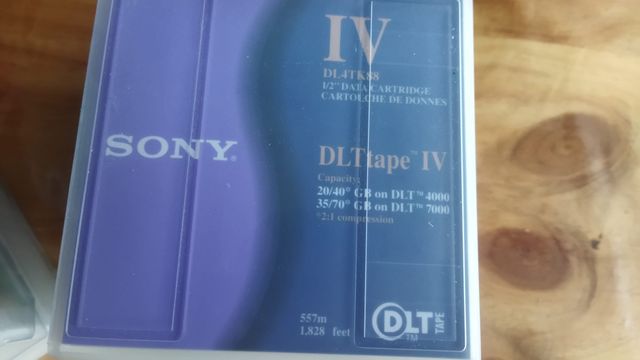 IV
DL4TK88
1/2" DATA CARTRIDGE
CARTOUCHE DE DONNES
SONY®
DLTtape™ IV
Capacity:
20/40* GB on DLT™ 4000
35/70* GB on DLT™ 7000
*2:1 compression
557m
1,828 feet
DLT™
TAPE